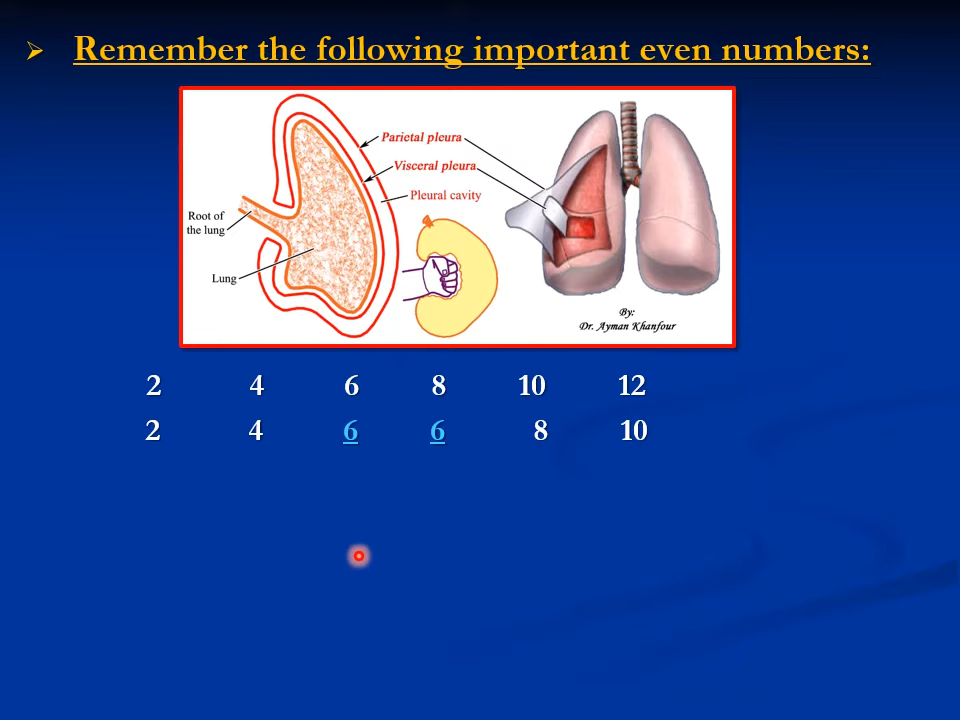 Remember the following important even numbers:
Parietal pleura
Visceral pleura
Pleural cavity
Root of
the lung
Lung
By:
Dr. Ayman Khanfour
2 4 6 8 10 12
2 4 6 6 8 10